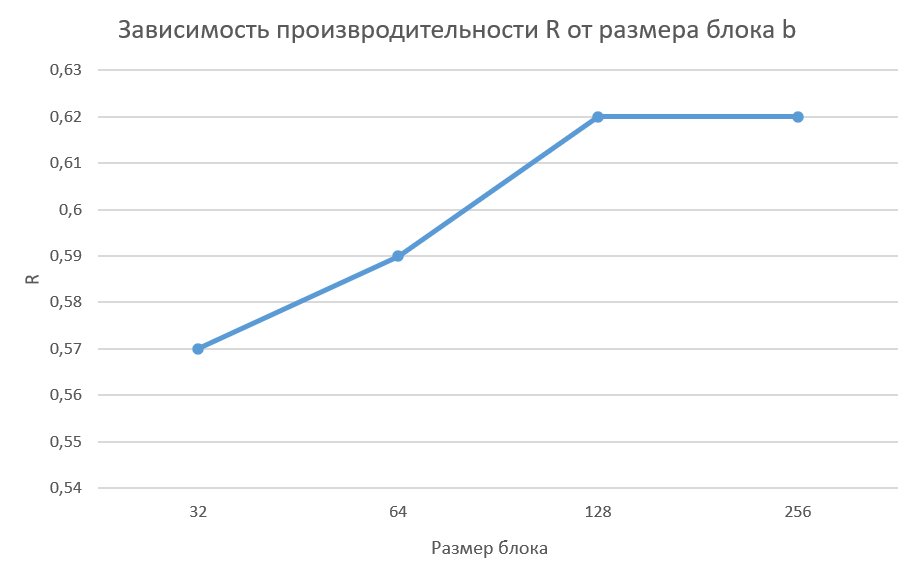 Зависимость произвродительности R от размера блока b
0,63
0,62
0,61
0,6
0,59
0,58
0,57
0,56
0,55
0,54
R
32 64 128 256
Размер блока